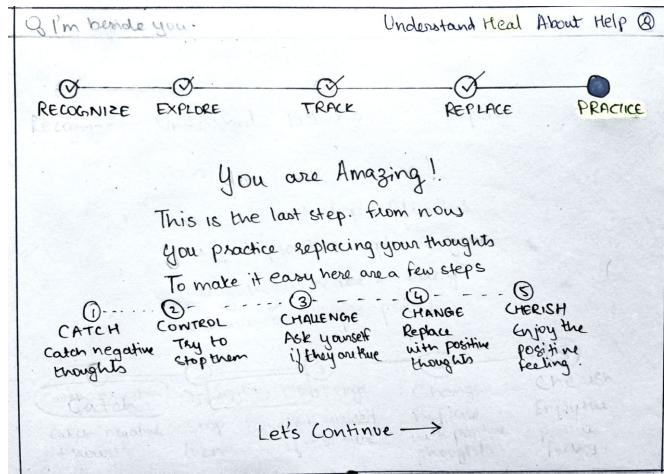 I'm beside you.
Understand Heal About Help
RECOGNIZE EXPLORE TRACK REPLACE PRACTICE
You are Amazing!
This is the last step. from now
you practice replacing your thoughts
To make it easy here are a few steps
1 2 3 4 5
CATCH CONTROL CHALLENGE CHANGE CHERISH
Catch negative thoughts
Try to stop them
Ask yourself if they are true
Replace with positive thoughts
Enjoy the positive feeling!
Let's Continue →